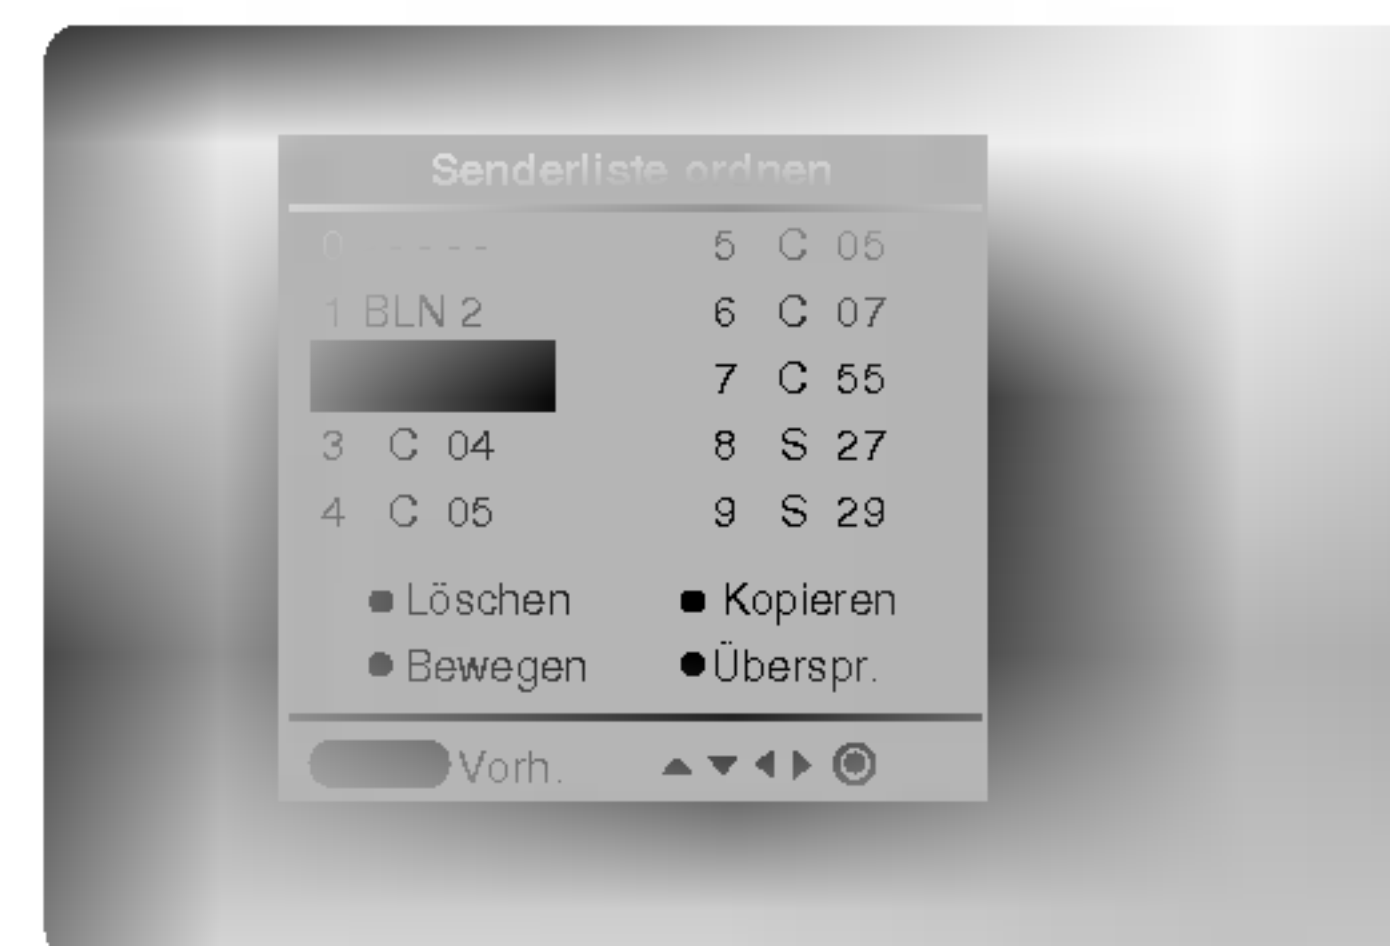 Senderliste ordnen
0 - - - - -
1 BLN 2
3 C 04
4 C 05
5 C 05
6 C 07
7 C 55
8 S 27
9 S 29
Löschen
Kopieren
Bewegen
Überspr.
Vorh.